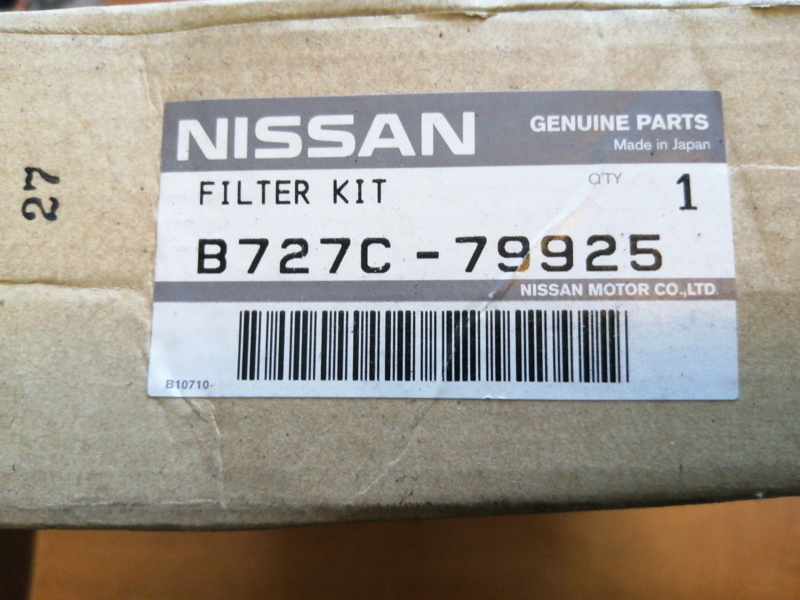 NISSAN
GENUINE PARTS
Made in Japan
FILTER KIT
Q'TY
1
B727C-79925
NISSAN MOTOR CO.,LTD
B10710-
27